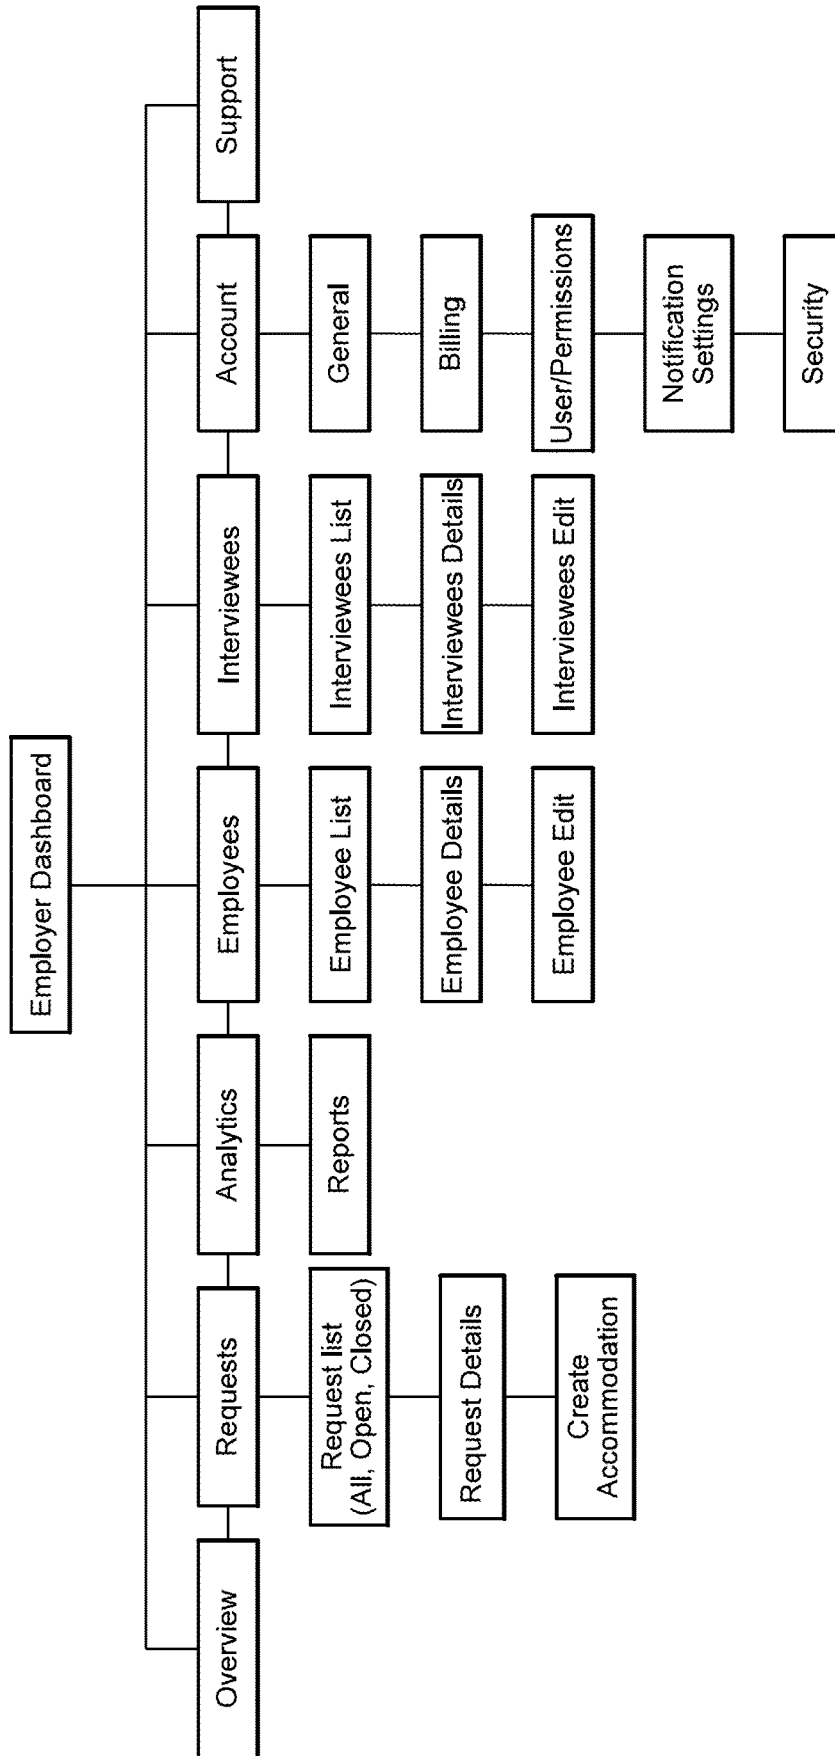 Employer Dashboard
Overview
Requests
Analytics
Employees
Interviewees
Account
Support
Request list
(All, Open, Closed)
Request Details
Create
Accommodation
Reports
Employee List
Employee Details
Employee Edit
Interviewees List
Interviewees Details
Interviewees Edit
General
Billing
User/Permissions
Notification
Settings
Security